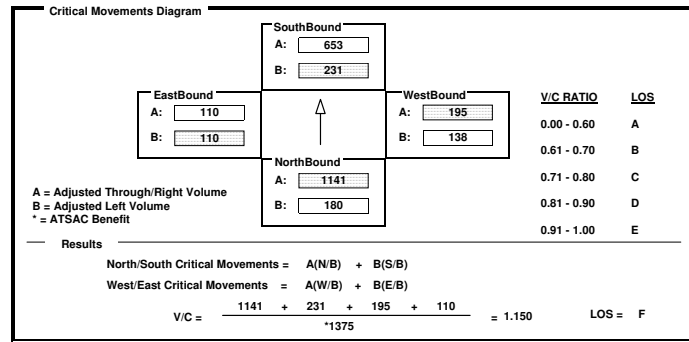 Critical Movements Diagram
SouthBound
A: 653
B: 231
EastBound
A: 110
B: 110
WestBound
A: 195
B: 138
NorthBound
A: 1141
B: 180
V/C RATIO LOS
0.00 - 0.60 A
0.61 - 0.70 B
0.71 - 0.80 C
0.81 - 0.90 D
0.91 - 1.00 E
A = Adjusted Through/Right Volume
B = Adjusted Left Volume
* = ATSAC Benefit
Results
North/South Critical Movements = A(N/B) + B(S/B)
West/East Critical Movements = A(W/B) + B(E/B)
V/C = 1141 + 231 + 195 + 110 = 1.150 LOS = F
*1375